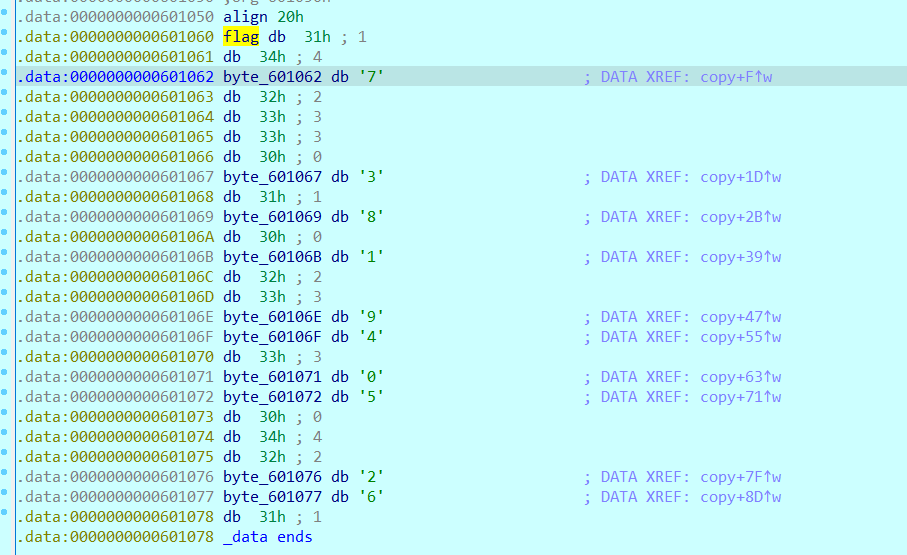 .data:0000000000601050 align 20h
.data:0000000000601060 flag db  31h ; 1
.data:0000000000601061 db  34h ; 4
.data:0000000000601062 byte_601062 db '7' ; DATA XREF: copy+F↑w
.data:0000000000601063 db  32h ; 2
.data:0000000000601064 db  33h ; 3
.data:0000000000601065 db  33h ; 3
.data:0000000000601066 db  30h ; 0
.data:0000000000601067 byte_601067 db '3' ; DATA XREF: copy+1D↑w
.data:0000000000601068 db  31h ; 1
.data:0000000000601069 byte_601069 db '8' ; DATA XREF: copy+2B↑w
.data:000000000060106A db  30h ; 0
.data:000000000060106B byte_60106B db '1' ; DATA XREF: copy+39↑w
.data:000000000060106C db  32h ; 2
.data:000000000060106D db  33h ; 3
.data:000000000060106E byte_60106E db '9' ; DATA XREF: copy+47↑w
.data:000000000060106F byte_60106F db '4' ; DATA XREF: copy+55↑w
.data:0000000000601070 db  33h ; 3
.data:0000000000601071 byte_601071 db '0' ; DATA XREF: copy+63↑w
.data:0000000000601072 byte_601072 db '5' ; DATA XREF: copy+71↑w
.data:0000000000601073 db  30h ; 0
.data:0000000000601074 db  34h ; 4
.data:0000000000601075 db  32h ; 2
.data:0000000000601076 byte_601076 db '2' ; DATA XREF: copy+7F↑w
.data:0000000000601077 byte_601077 db '6' ; DATA XREF: copy+8D↑w
.data:0000000000601078 db  31h ; 1
.data:0000000000601078 _data ends